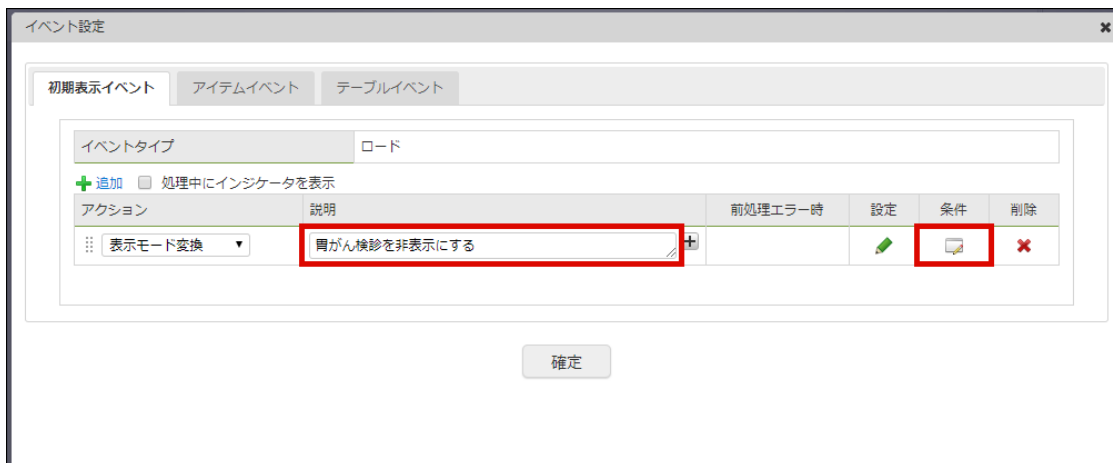 イベント設定
初期表示イベント アイテムイベント テーブルイベント
イベントタイプ ロード
追加 処理中にインジケータを表示
アクション 説明 前処理エラー時 設定 条件 削除
表示モード変換 胃がん検診を非表示にする
確定